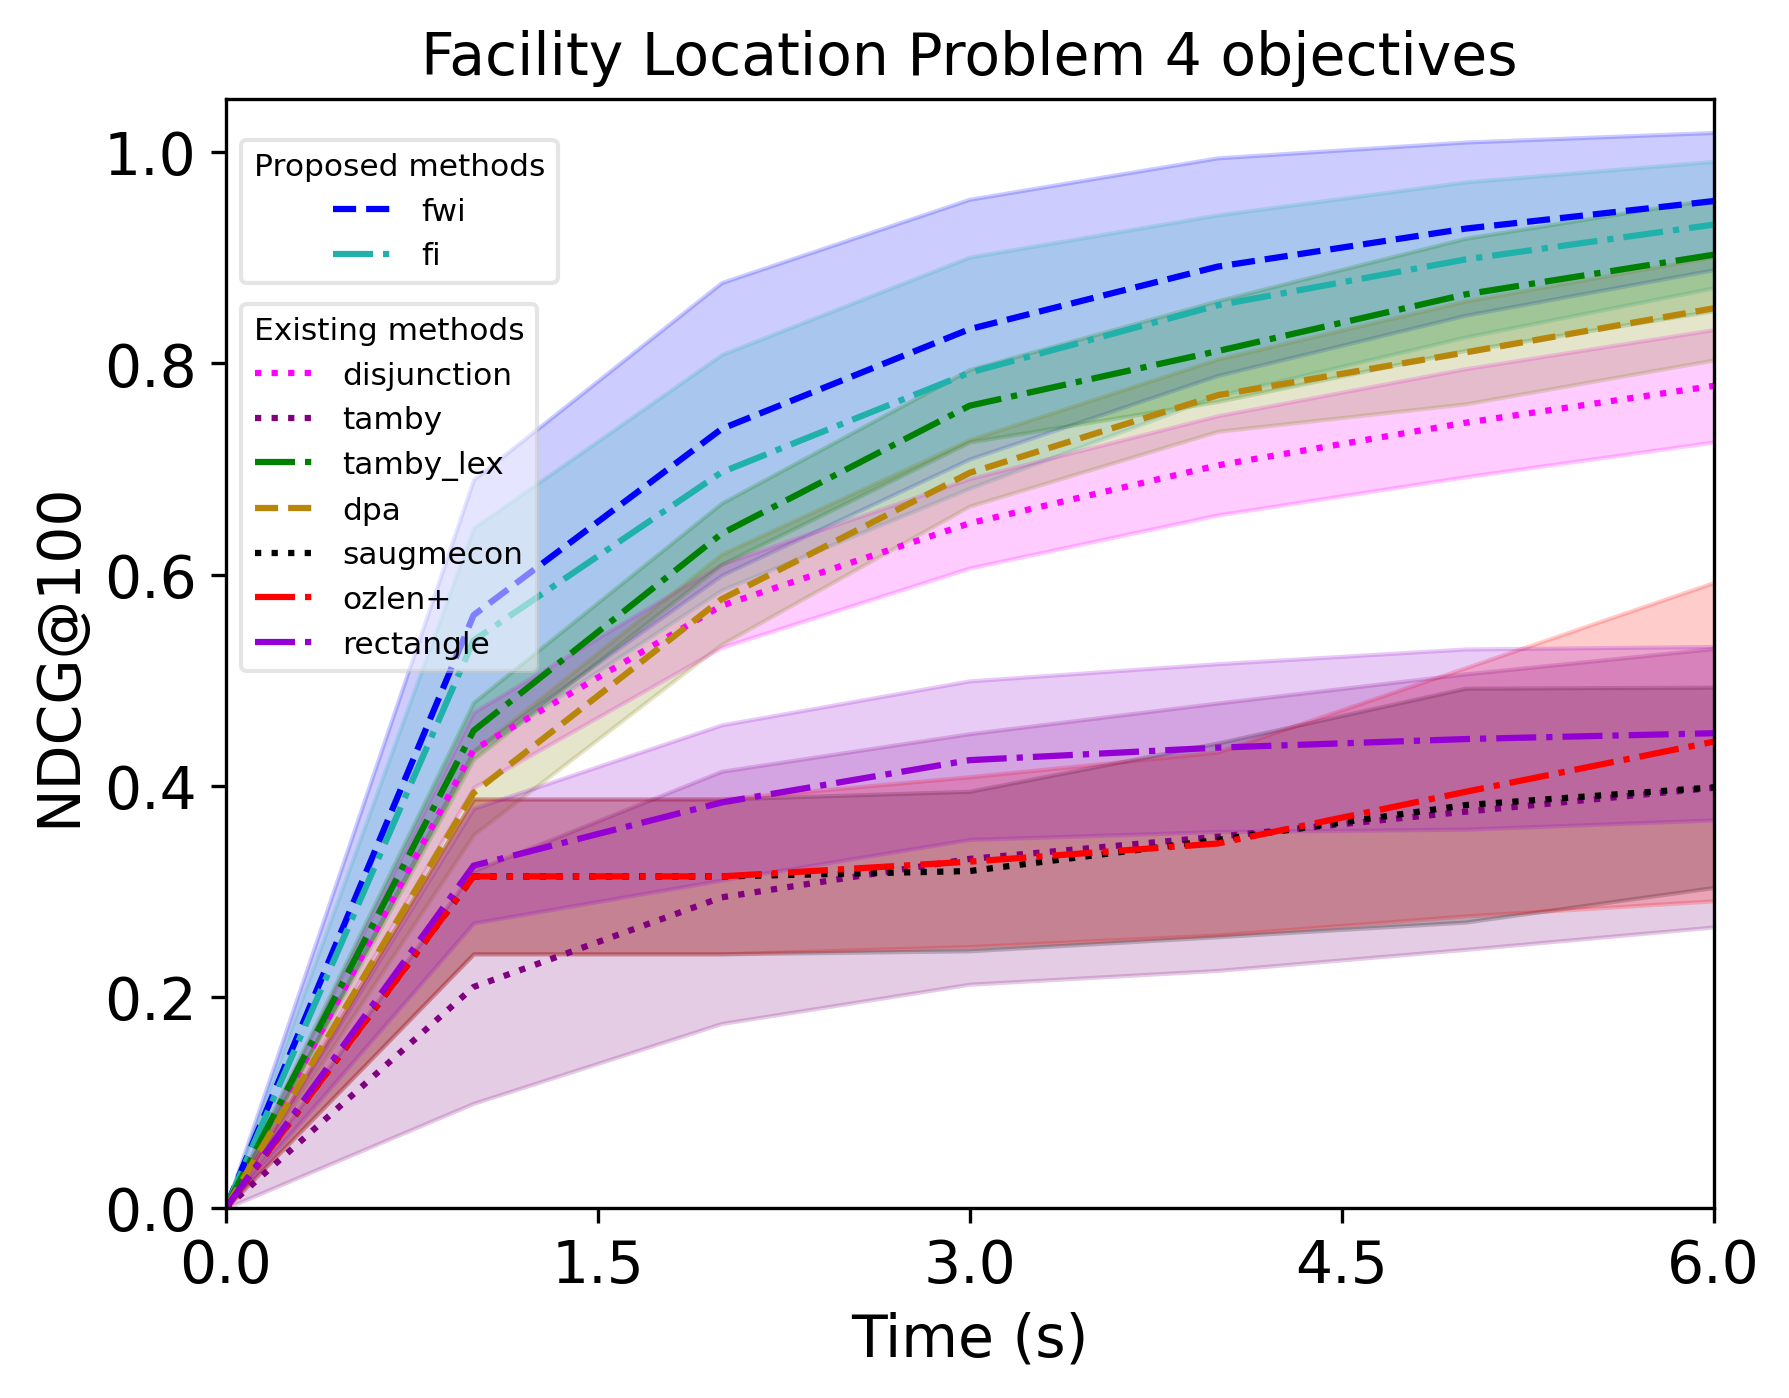 Facility Location Problem 4 objectives
1.0
0.8
0.6
0.4
0.2
0.0
NDCG@100
Proposed methods
fwi
fi
Existing methods
disjunction
tamby
tamby_lex
dpa
saugmecon
ozlen+
rectangle
0.0 1.5 3.0 4.5 6.0
Time (s)